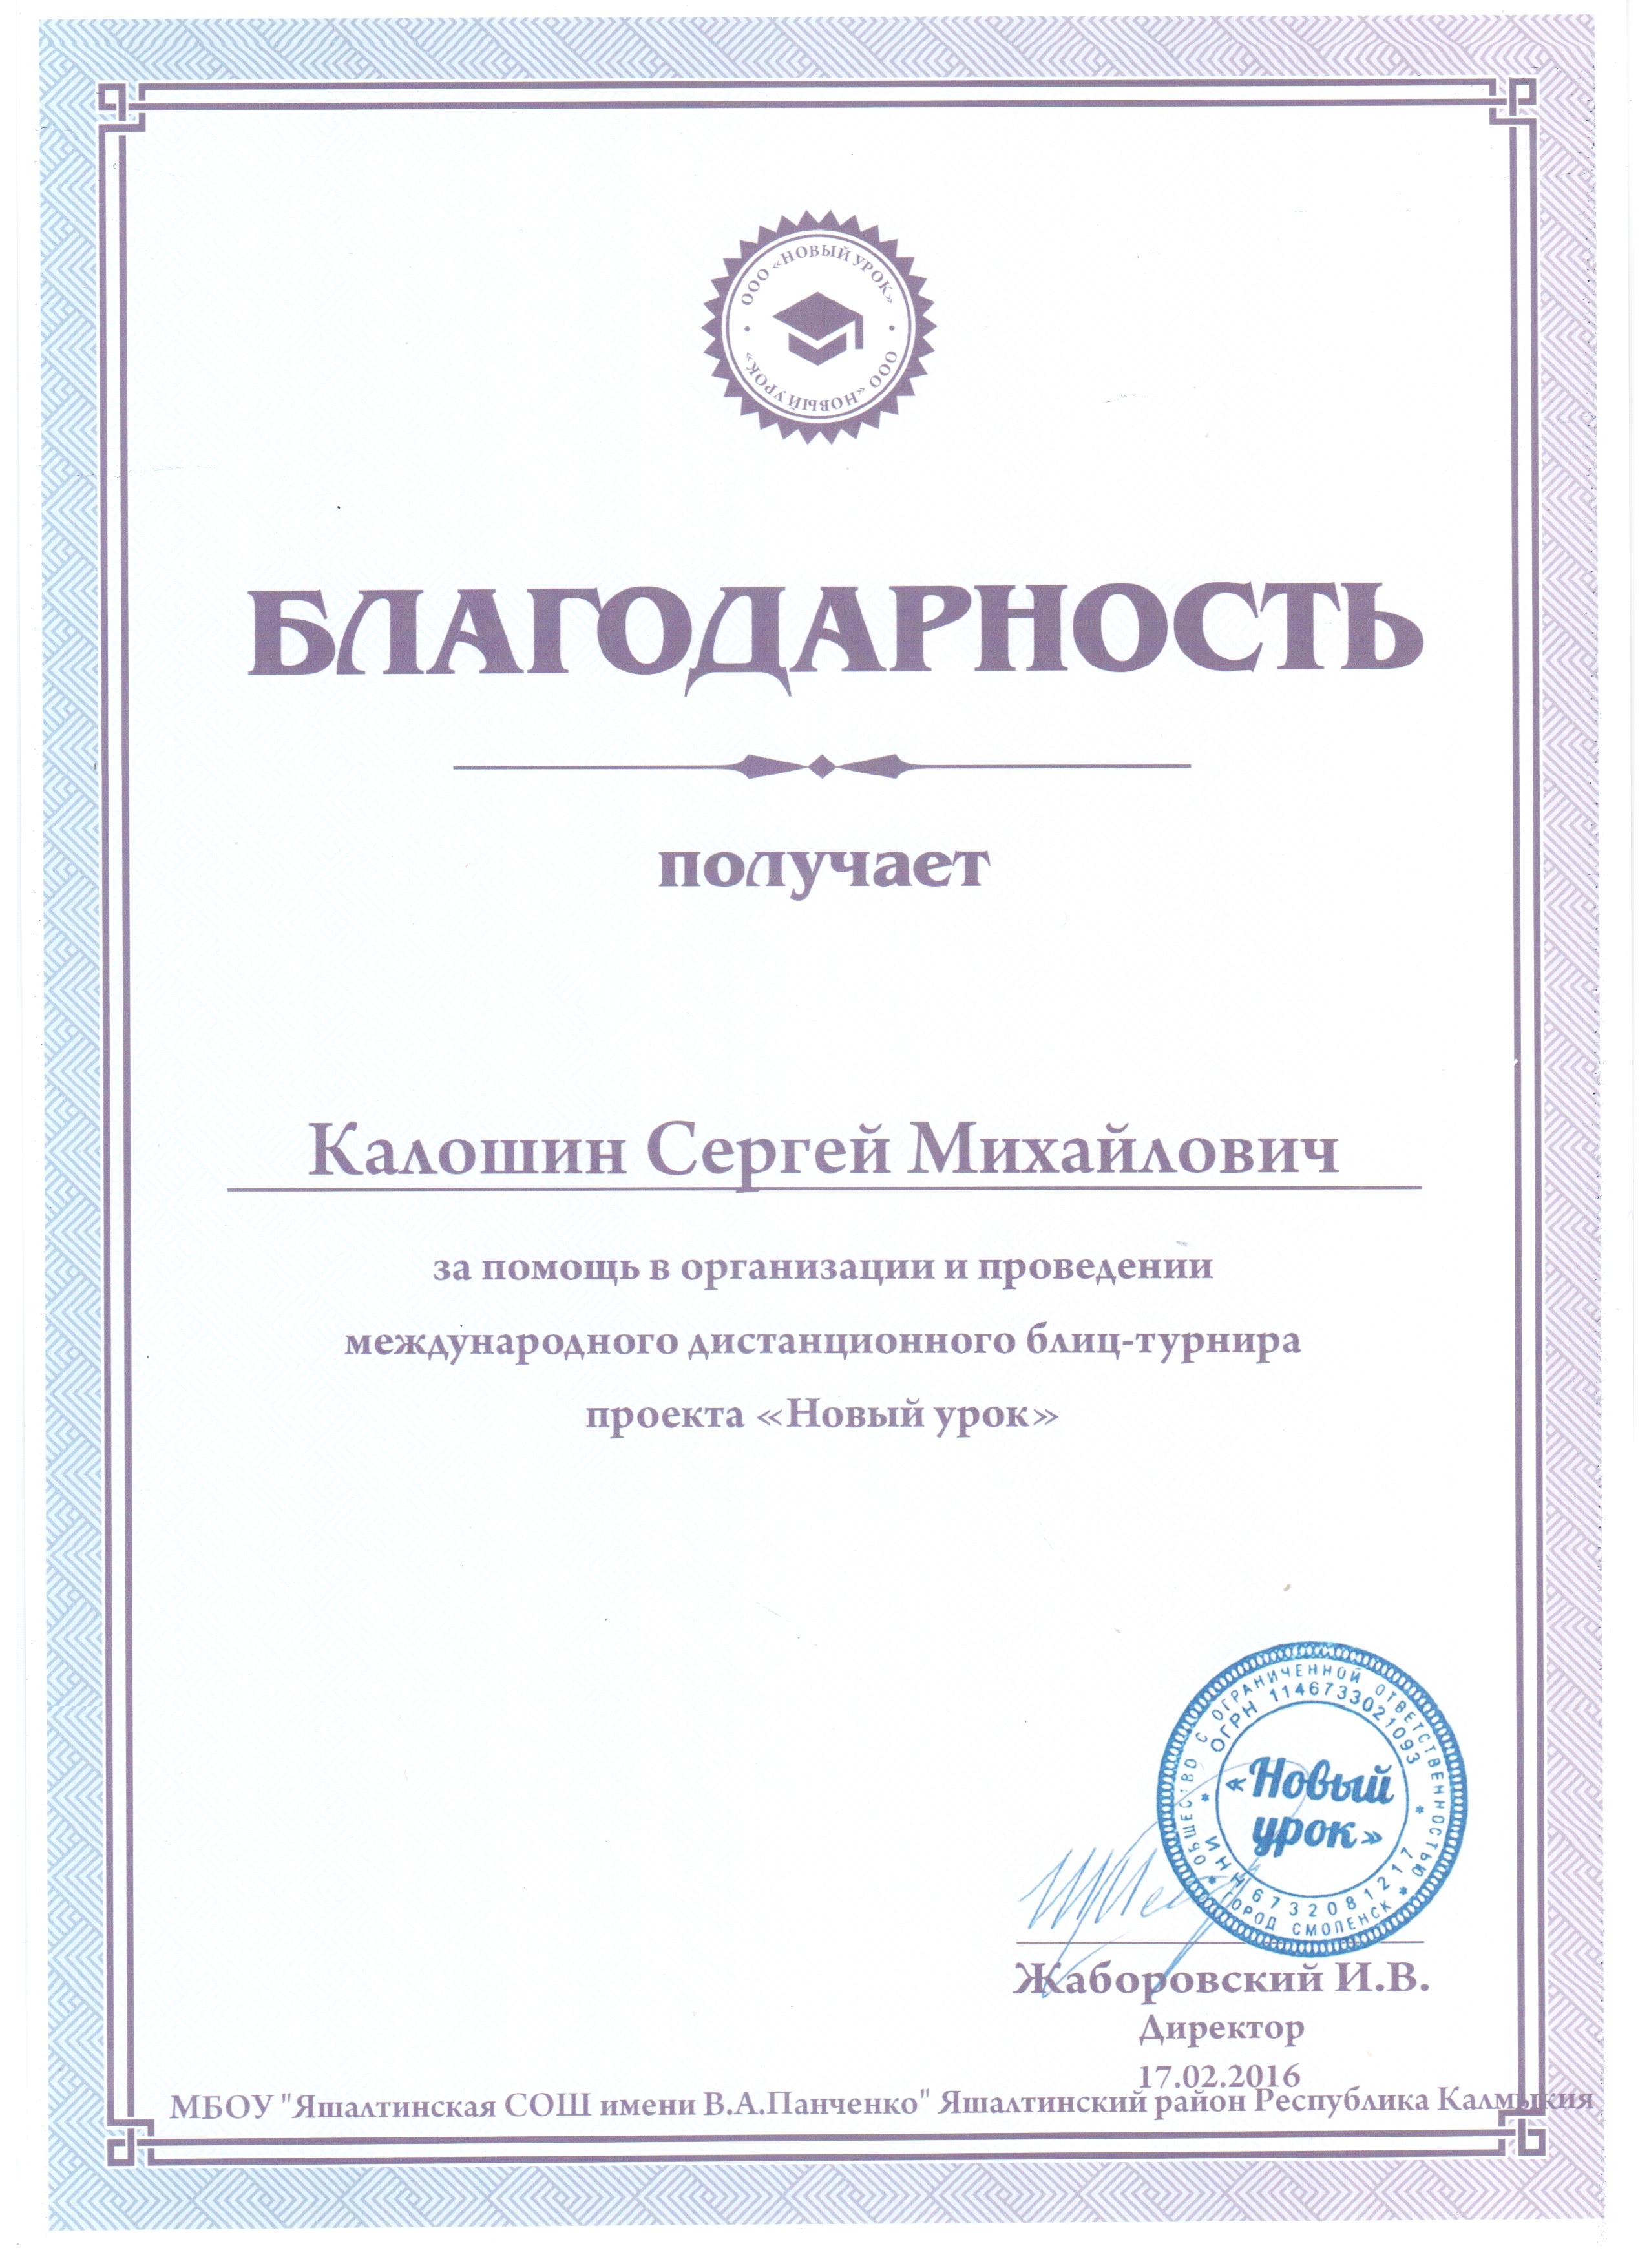 ООО «НОВЫЙ УРОК» • ООО «НОВЫЙ УРОК» •
БЛАГОДАРНОСТЬ
получает
Калошин Сергей Михайлович
за помощь в организации и проведении
международного дистанционного блиц-турнира
проекта «Новый урок»
ОБЩЕСТВО С ОГРАНИЧЕННОЙ ОТВЕТСТВЕННОСТЬЮ
ОГРН 1146733021093
«Новый
урок»
ИНН 6732081217
* ГОРОД СМОЛЕНСК *
Жаборовский И.В.
Директор
17.02.2016
МБОУ "Яшалтинская СОШ имени В.А.Панченко" Яшалтинский район Республика Калмыкия